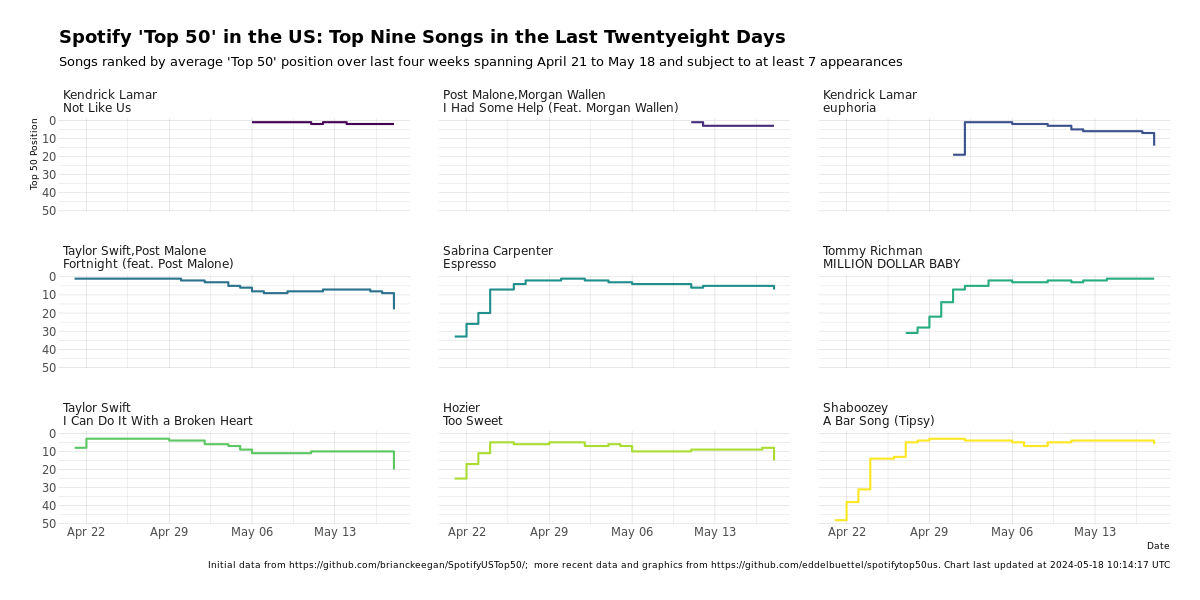 Spotify 'Top 50' in the US: Top Nine Songs in the Last Twentyeight Days
Songs ranked by average 'Top 50' position over last four weeks spanning April 21 to May 18 and subject to at least 7 appearances
Kendrick Lamar
Not Like Us
Post Malone,Morgan Wallen
I Had Some Help (Feat. Morgan Wallen)
Kendrick Lamar
euphoria
Top 50 Position
0
10
20
30
40
50
Taylor Swift,Post Malone
Fortnight (feat. Post Malone)
Sabrina Carpenter
Espresso
Tommy Richman
MILLION DOLLAR BABY
0
10
20
30
40
50
Taylor Swift
I Can Do It With a Broken Heart
Hozier
Too Sweet
Shaboozey
A Bar Song (Tipsy)
0
10
20
30
40
50
Apr 22 Apr 29 May 06 May 13
Apr 22 Apr 29 May 06 May 13
Apr 22 Apr 29 May 06 May 13
Date
Initial data from https://github.com/brianckeegan/SpotifyUSTop50/; more recent data and graphics from https://github.com/eddelbuettel/spotifytop50us. Chart last updated at 2024-05-18 10:14:17 UTC